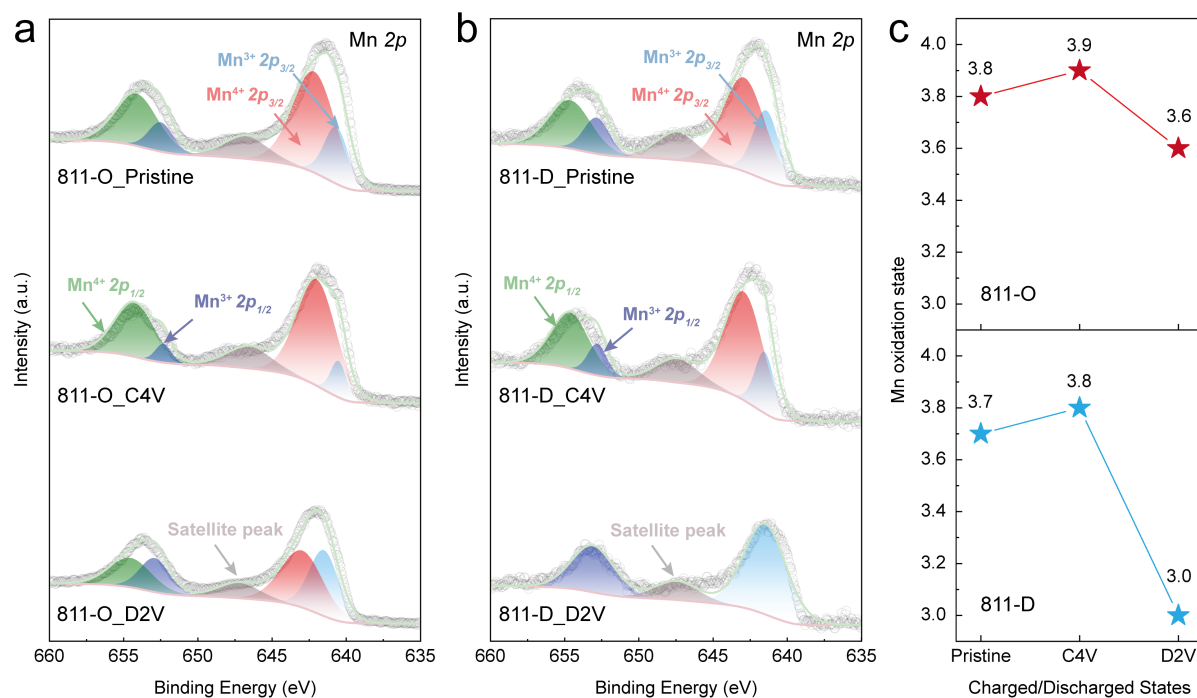 a
Mn 2p
Mn³⁺ 2p₃/₂
Mn⁴⁺ 2p₃/₂
811-O_Pristine
Mn⁴⁺ 2p₁/₂
Mn³⁺ 2p₁/₂
811-O_C4V
Satellite peak
811-O_D2V
Intensity (a.u.)
660 655 650 645 640 635
Binding Energy (eV)
b
Mn 2p
Mn³⁺ 2p₃/₂
Mn⁴⁺ 2p₃/₂
811-D_Pristine
Mn⁴⁺ 2p₁/₂
Mn³⁺ 2p₁/₂
811-D_C4V
Satellite peak
811-D_D2V
Intensity (a.u.)
660 655 650 645 640 635
Binding Energy (eV)
c
4.0
3.8
3.6
3.4
3.2
3.0
3.8
3.9
3.6
811-O
Mn oxidation state
4.0
3.8
3.6
3.4
3.2
3.0
3.7
3.8
3.0
811-D
Pristine C4V D2V
Charged/Discharged States